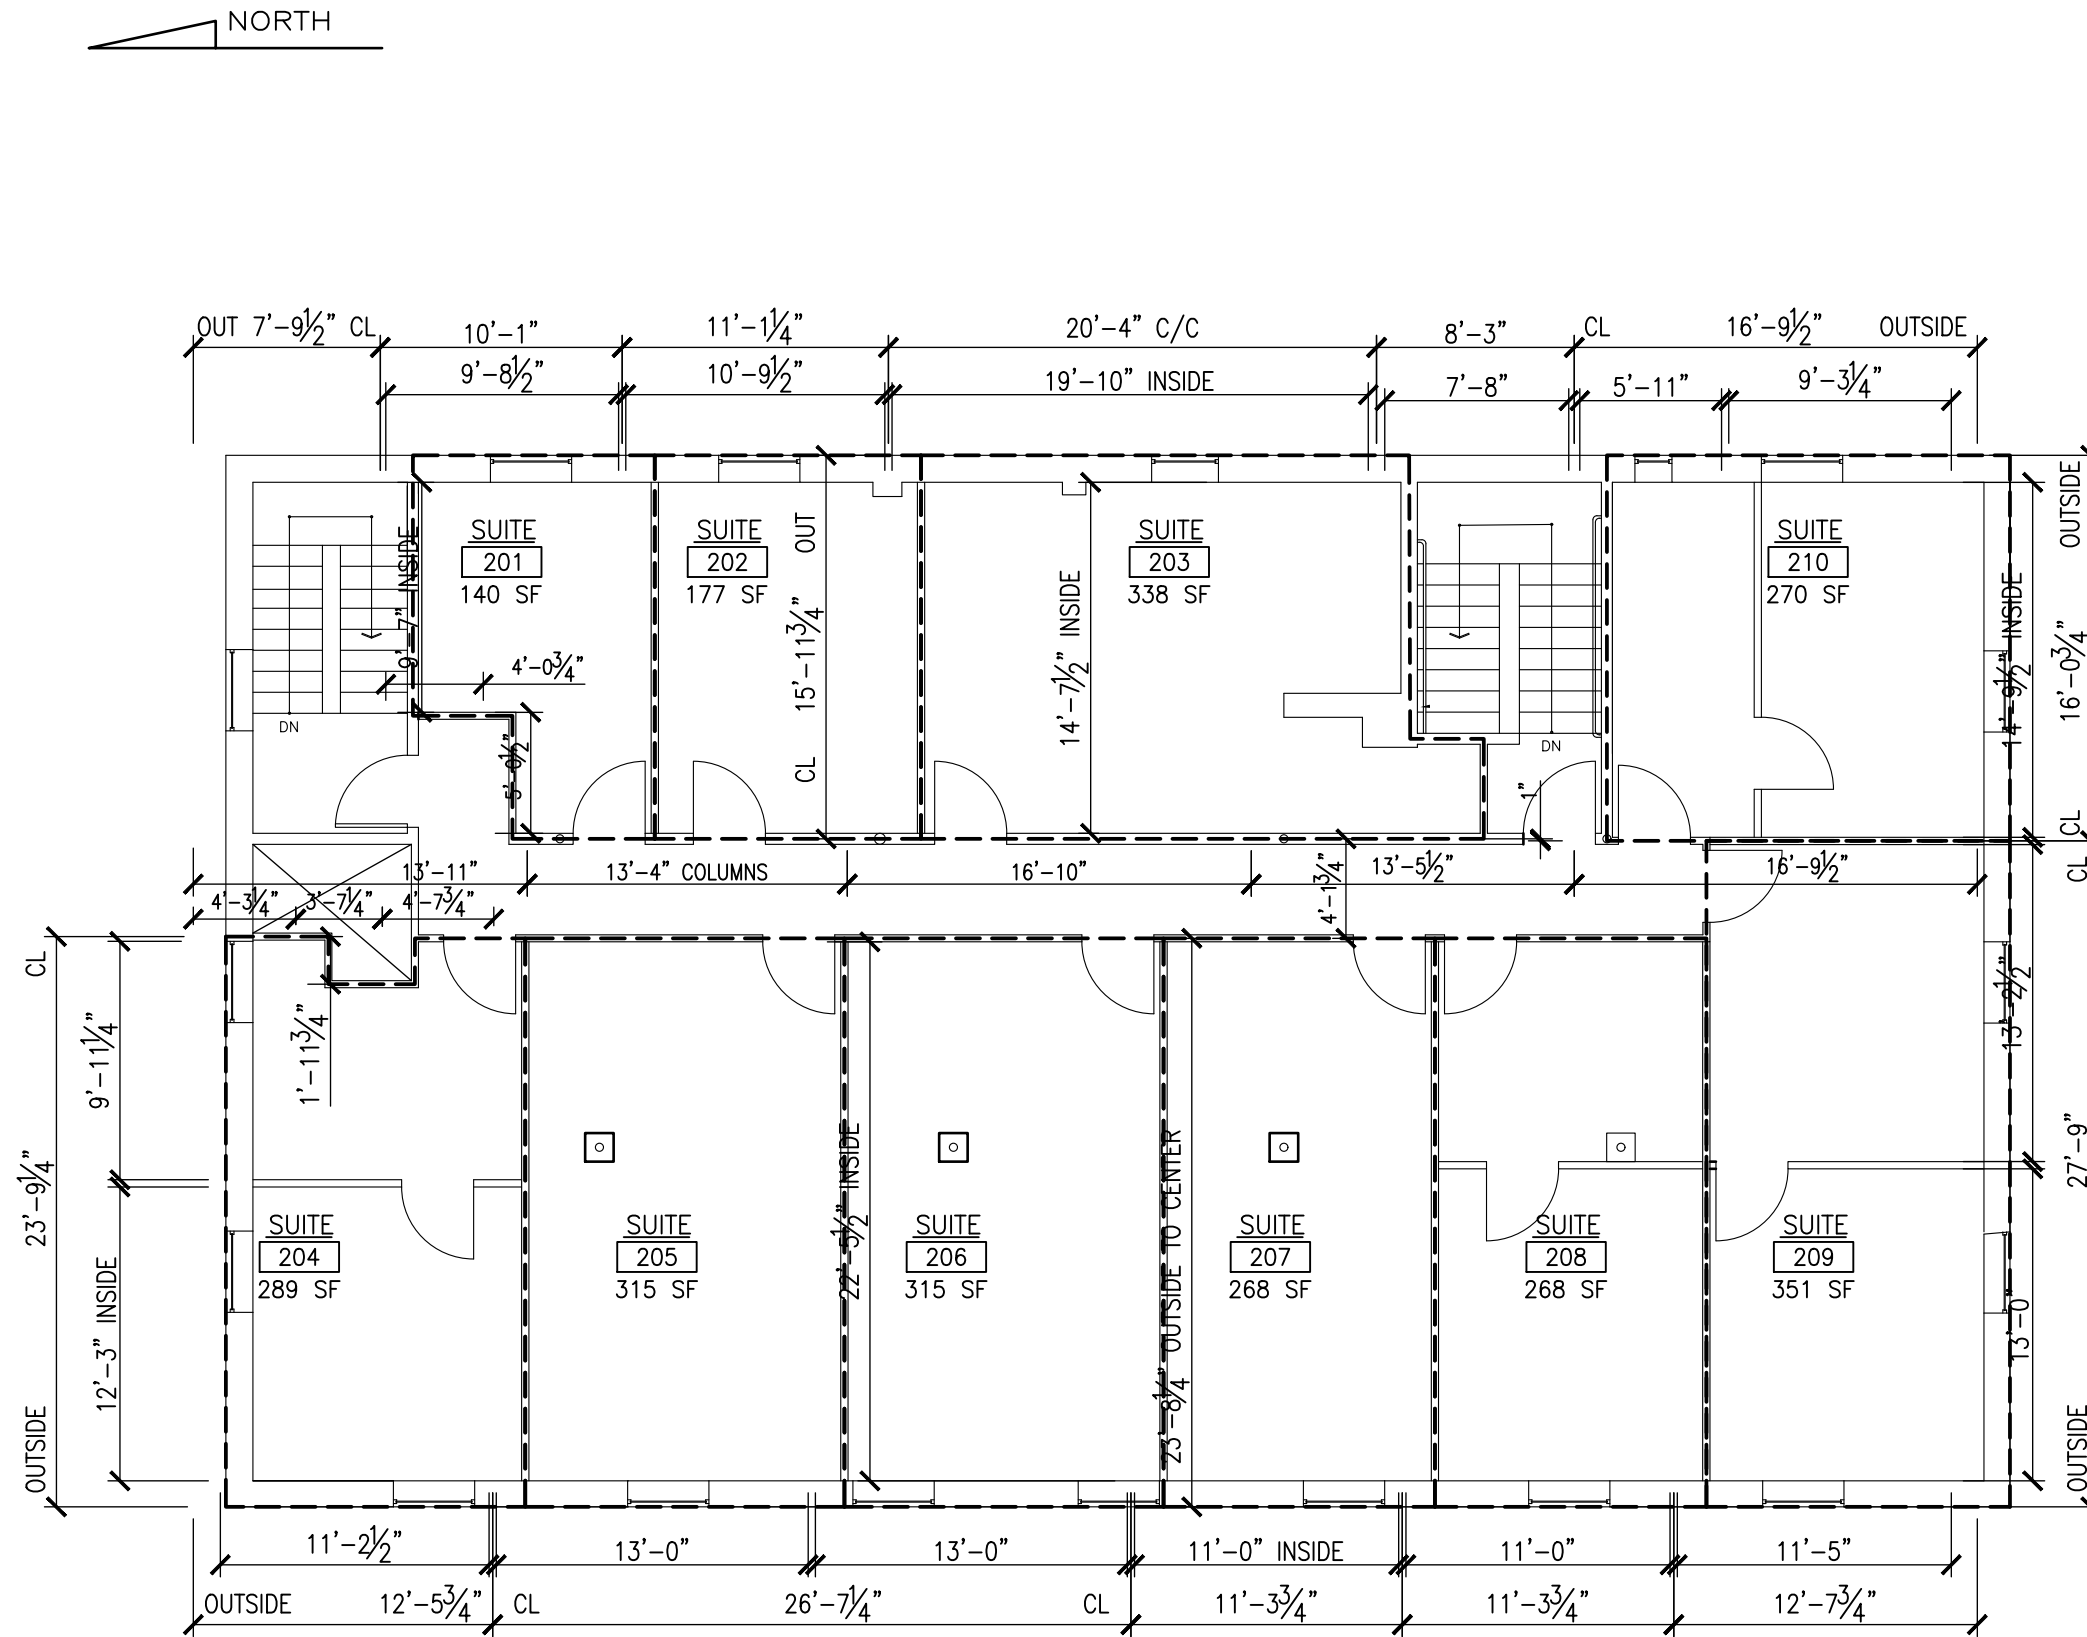 NORTH
OUT 7'-9½" CL
10'-1"
11'-1¼"
20'-4" C/C
8'-3"
CL
16'-9½"
OUTSIDE
9'-8½"
10'-9½"
19'-10" INSIDE
7'-8"
5'-11"
9'-3¼"
SUITE
201
140 SF
SUITE
202
177 SF
SUITE
203
338 SF
SUITE
210
270 SF
9'-7" INSIDE
4'-0¾"
5'-0½"
OUT
15'-11¾"
CL
14'-7½" INSIDE
DN
DN
1"
14'-9½" INSIDE
OUTSIDE
16'-0¾"
CL
13'-11"
13'-4" COLUMNS
16'-10"
13'-5½"
16'-9½"
4'-3¼"
3'-7¼"
4'-7¾"
4'-1¾"
CL
23'-9¼"
OUTSIDE
9'-11¼"
12'-3" INSIDE
1'-11¾"
22'-5½" INSIDE
23'-8¼" OUTSIDE TO CENTER
13'-2½"
13'-0"
CL
27'-9"
OUTSIDE
SUITE
204
289 SF
SUITE
205
315 SF
SUITE
206
315 SF
SUITE
207
268 SF
SUITE
208
268 SF
SUITE
209
351 SF
11'-2½"
13'-0"
13'-0"
11'-0" INSIDE
11'-0"
11'-5"
OUTSIDE
12'-5¾"
CL
26'-7¼"
CL
11'-3¾"
11'-3¾"
12'-7¾"